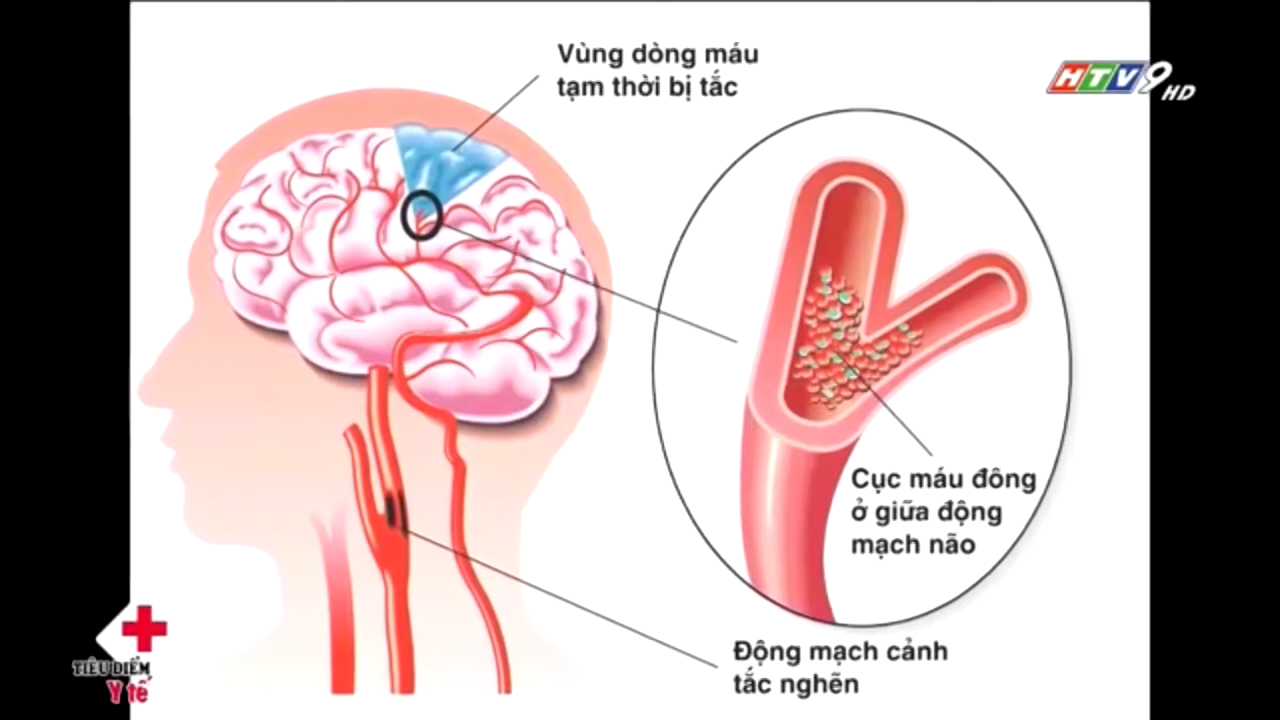 Vùng dòng máu
tạm thời bị tắc
HTV9
HD
Cục máu đông
ở giữa động
mạch não
Động mạch cảnh
tắc nghẽn
TIÊU ĐIỂM
Y tế